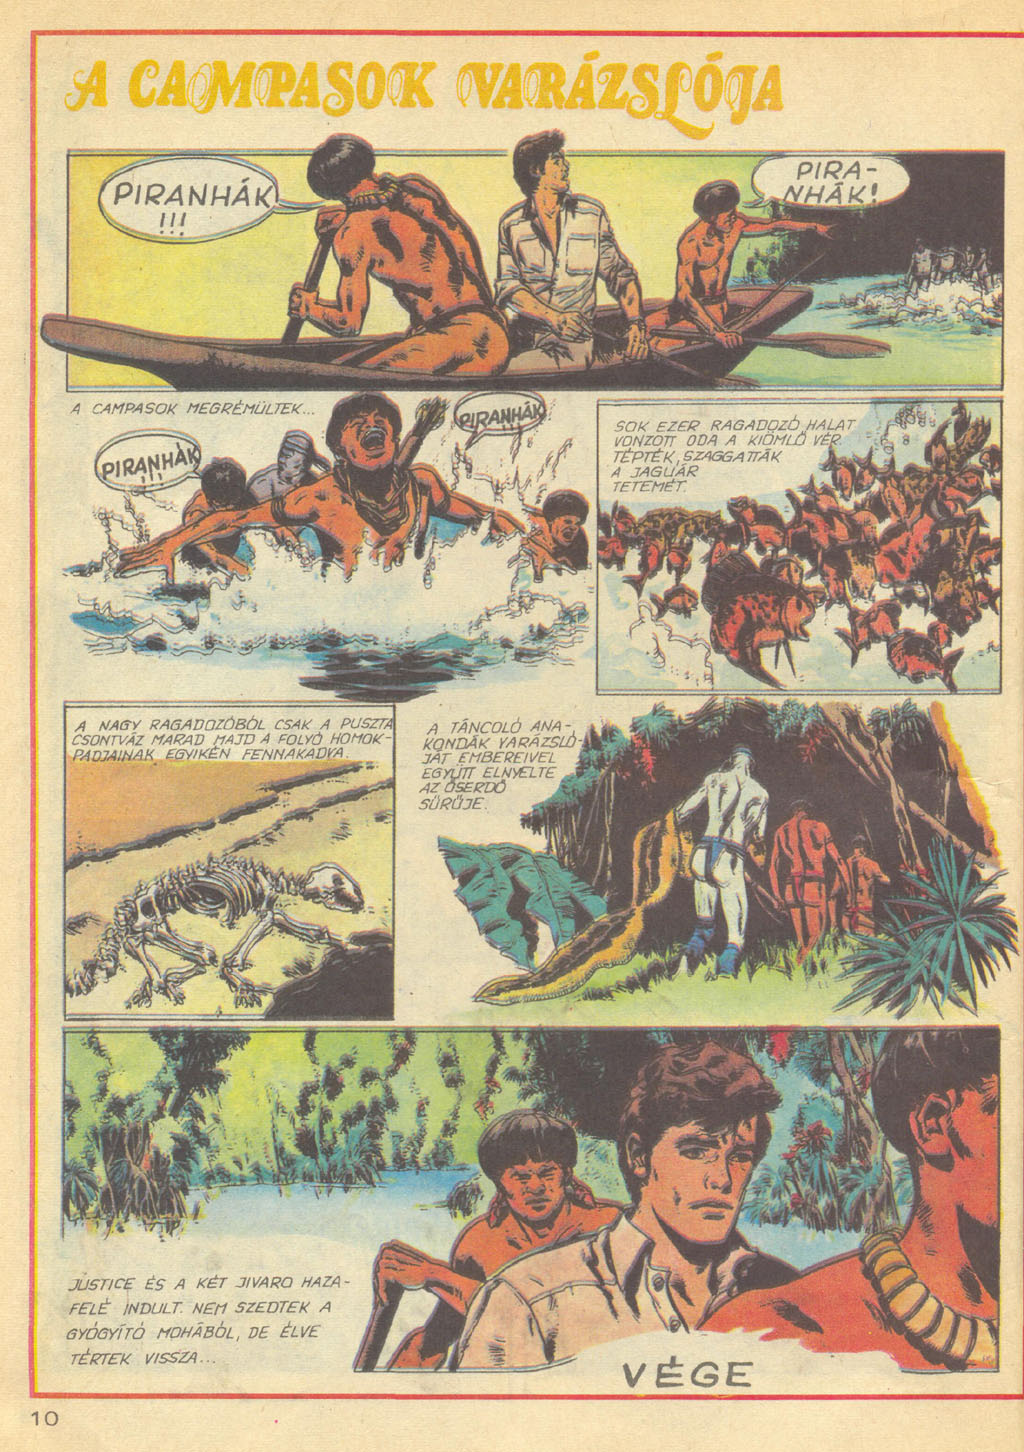 A CAMPASOK VARÁZSLÓJA
PIRANHÁK
!!!
PIRA-
NHÁK!
A CAMPASOK MEGRÉMÜLTEK...
PIRANHÁK
!!!
PIRANHÁK
!!!
SOK EZER RAGADOZÓ HALAT
VONZOTT ODA A KIÖMLŐ VÉR.
TÉPTÉK, SZAGGATTÁK
A JAGUÁR
TETEMÉT.
A NAGY RAGADOZÓBÓL CSAK A PUSZTA
CSONTVÁZ MARAD MAJD A FOLYÓ HOMOK-
PADJAINAK EGYIKÉN FENNAKADVA.
A TÁNCOLÓ ANA-
KONDÁK VARÁZSLÓ-
JÁT EMBEREIVEL
EGYÜTT ELNYELTE
AZ ŐSERDŐ
SŰRŰJE.
JUSTICE ÉS A KÉT JIVARO HAZA-
FELÉ INDULT. NEM SZEDTEK A
GYÓGYÍTÓ MOHÁBÓL, DE ÉLVE
TÉRTEK VISSZA...
VÉGE
10